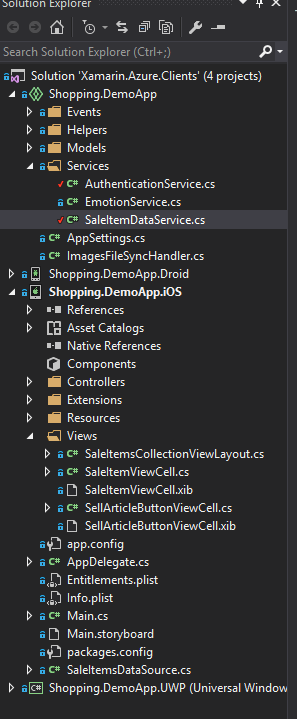 Solution Explorer
Search Solution Explorer (Ctrl+;)
Solution 'Xamarin.Azure.Clients' (4 projects)
Shopping.DemoApp
Events
Helpers
Models
Services
C# AuthenticationService.cs
C# EmotionService.cs
C# SaleItemDataService.cs
C# AppSettings.cs
C# ImagesFileSyncHandler.cs
Shopping.DemoApp.Droid
Shopping.DemoApp.iOS
References
Asset Catalogs
Native References
Components
Controllers
Extensions
Resources
Views
C# SaleItemsCollectionViewLayout.cs
C# SaleItemViewCell.cs
SaleItemViewCell.xib
C# SellArticleButtonViewCell.cs
SellArticleButtonViewCell.xib
app.config
C# AppDelegate.cs
Entitlements.plist
Info.plist
C# Main.cs
Main.storyboard
packages.config
C# SaleItemsDataSource.cs
C# Shopping.DemoApp.UWP (Universal Window